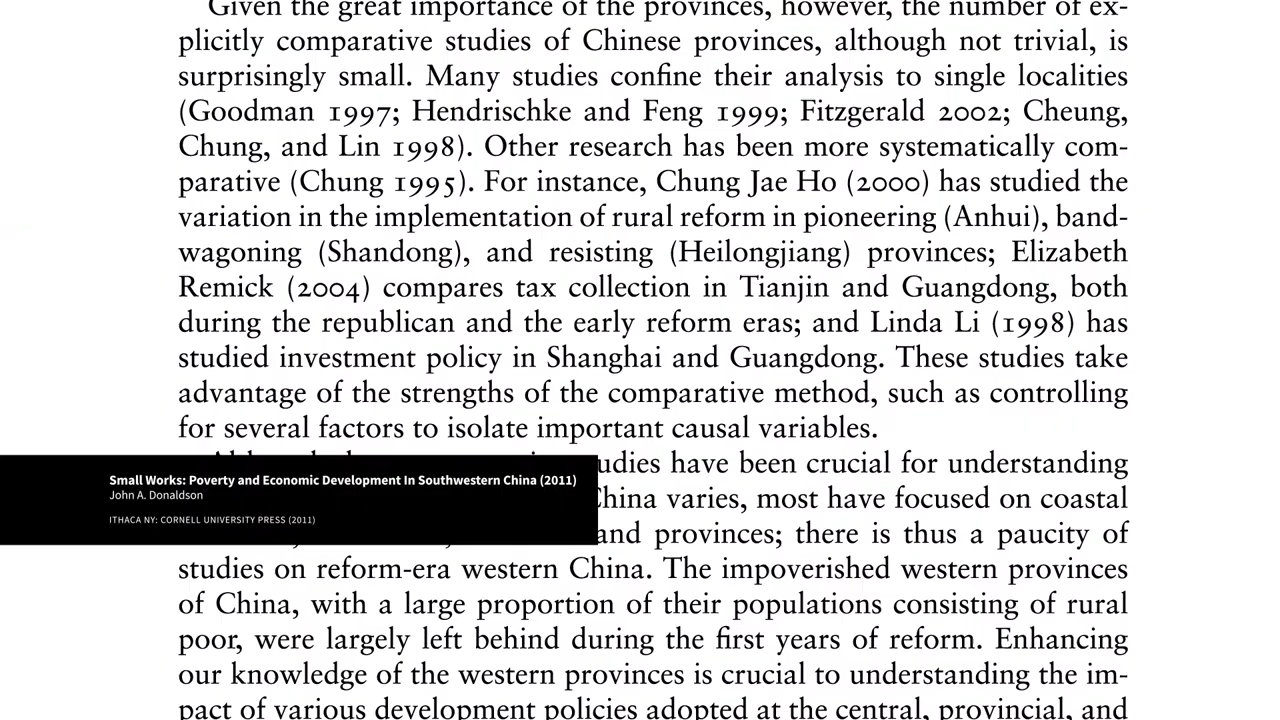 Given the great importance of the provinces, however, the number of ex-
plicitly comparative studies of Chinese provinces, although not trivial, is
surprisingly small. Many studies confine their analysis to single localities
(Goodman 1997; Hendrischke and Feng 1999; Fitzgerald 2002; Cheung,
Chung, and Lin 1998). Other research has been more systematically com-
parative (Chung 1995). For instance, Chung Jae Ho (2000) has studied the
variation in the implementation of rural reform in pioneering (Anhui), band-
wagoning (Shandong), and resisting (Heilongjiang) provinces; Elizabeth
Remick (2004) compares tax collection in Tianjin and Guangdong, both
during the republican and the early reform eras; and Linda Li (1998) has
studied investment policy in Shanghai and Guangdong. These studies take
advantage of the strengths of the comparative method, such as controlling
for several factors to isolate important causal variables.
have been crucial for understanding
China varies, most have focused on coastal
and provinces; there is thus a paucity of
studies on reform-era western China. The impoverished western provinces
of China, with a large proportion of their populations consisting of rural
poor, were largely left behind during the first years of reform. Enhancing
our knowledge of the western provinces is crucial to understanding the im-
pact of various development policies adopted at the central, provincial, and
Small Works: Poverty and Economic Development In Southwestern China (2011)
John A. Donaldson
ITHACA NY: CORNELL UNIVERSITY PRESS (2011)